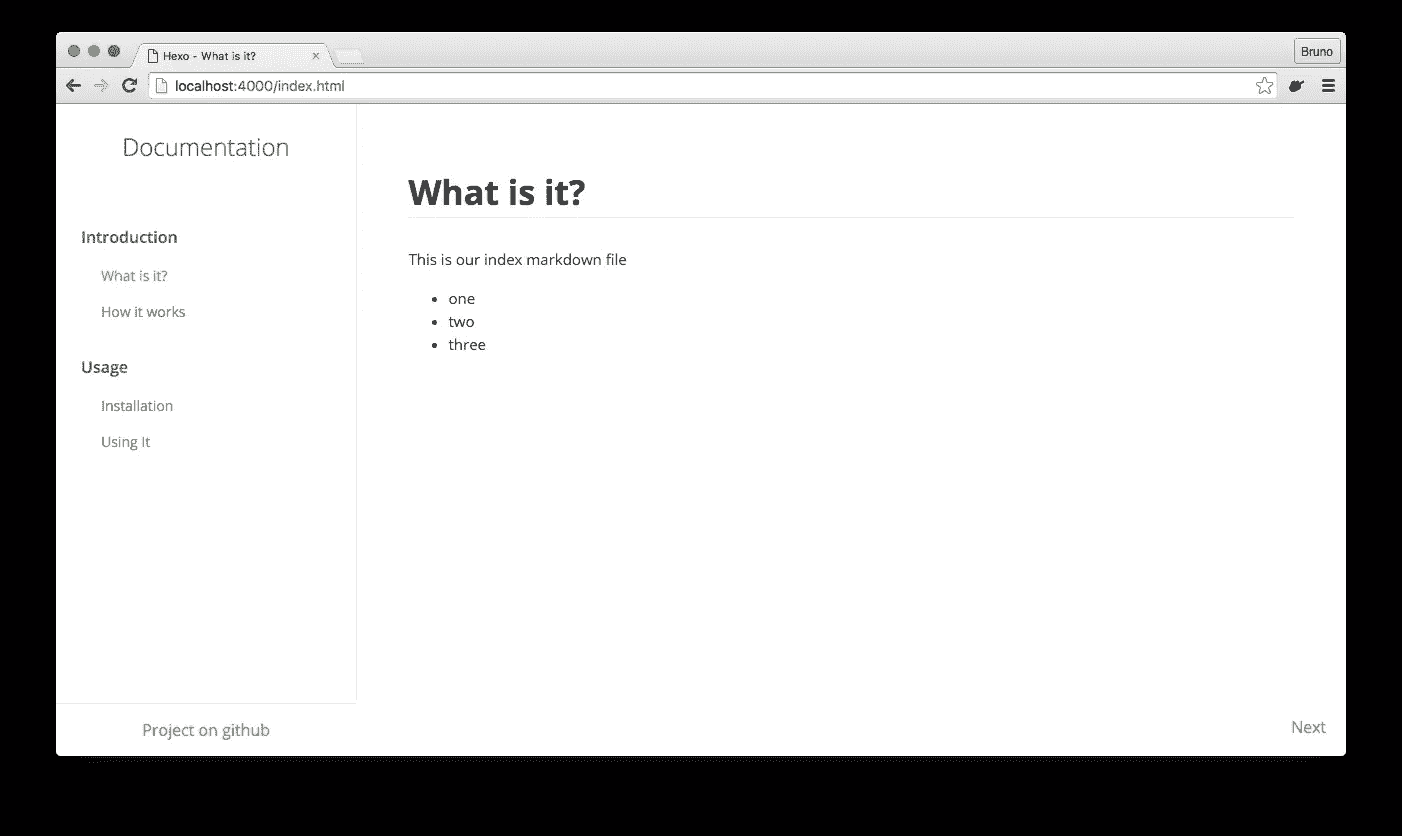 Hexo - What is it?
Bruno
localhost:4000/index.html
Documentation
Introduction
What is it?
How it works
Usage
Installation
Using It
Project on github
What is it?
This is our index markdown file
one
two
three
Next